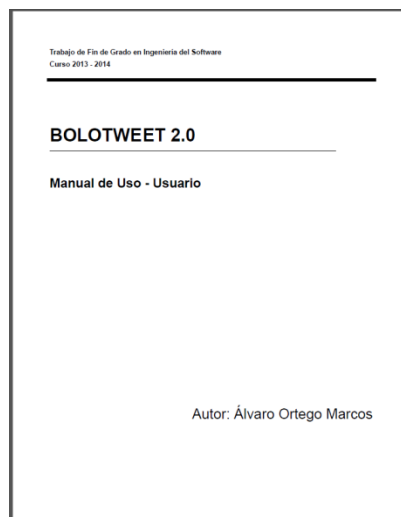 Trabajo de Fin de Grado en Ingeniería del Software
Curso 2013 - 2014
BOLOTWEET 2.0
Manual de Uso - Usuario
Autor: Álvaro Ortego Marcos